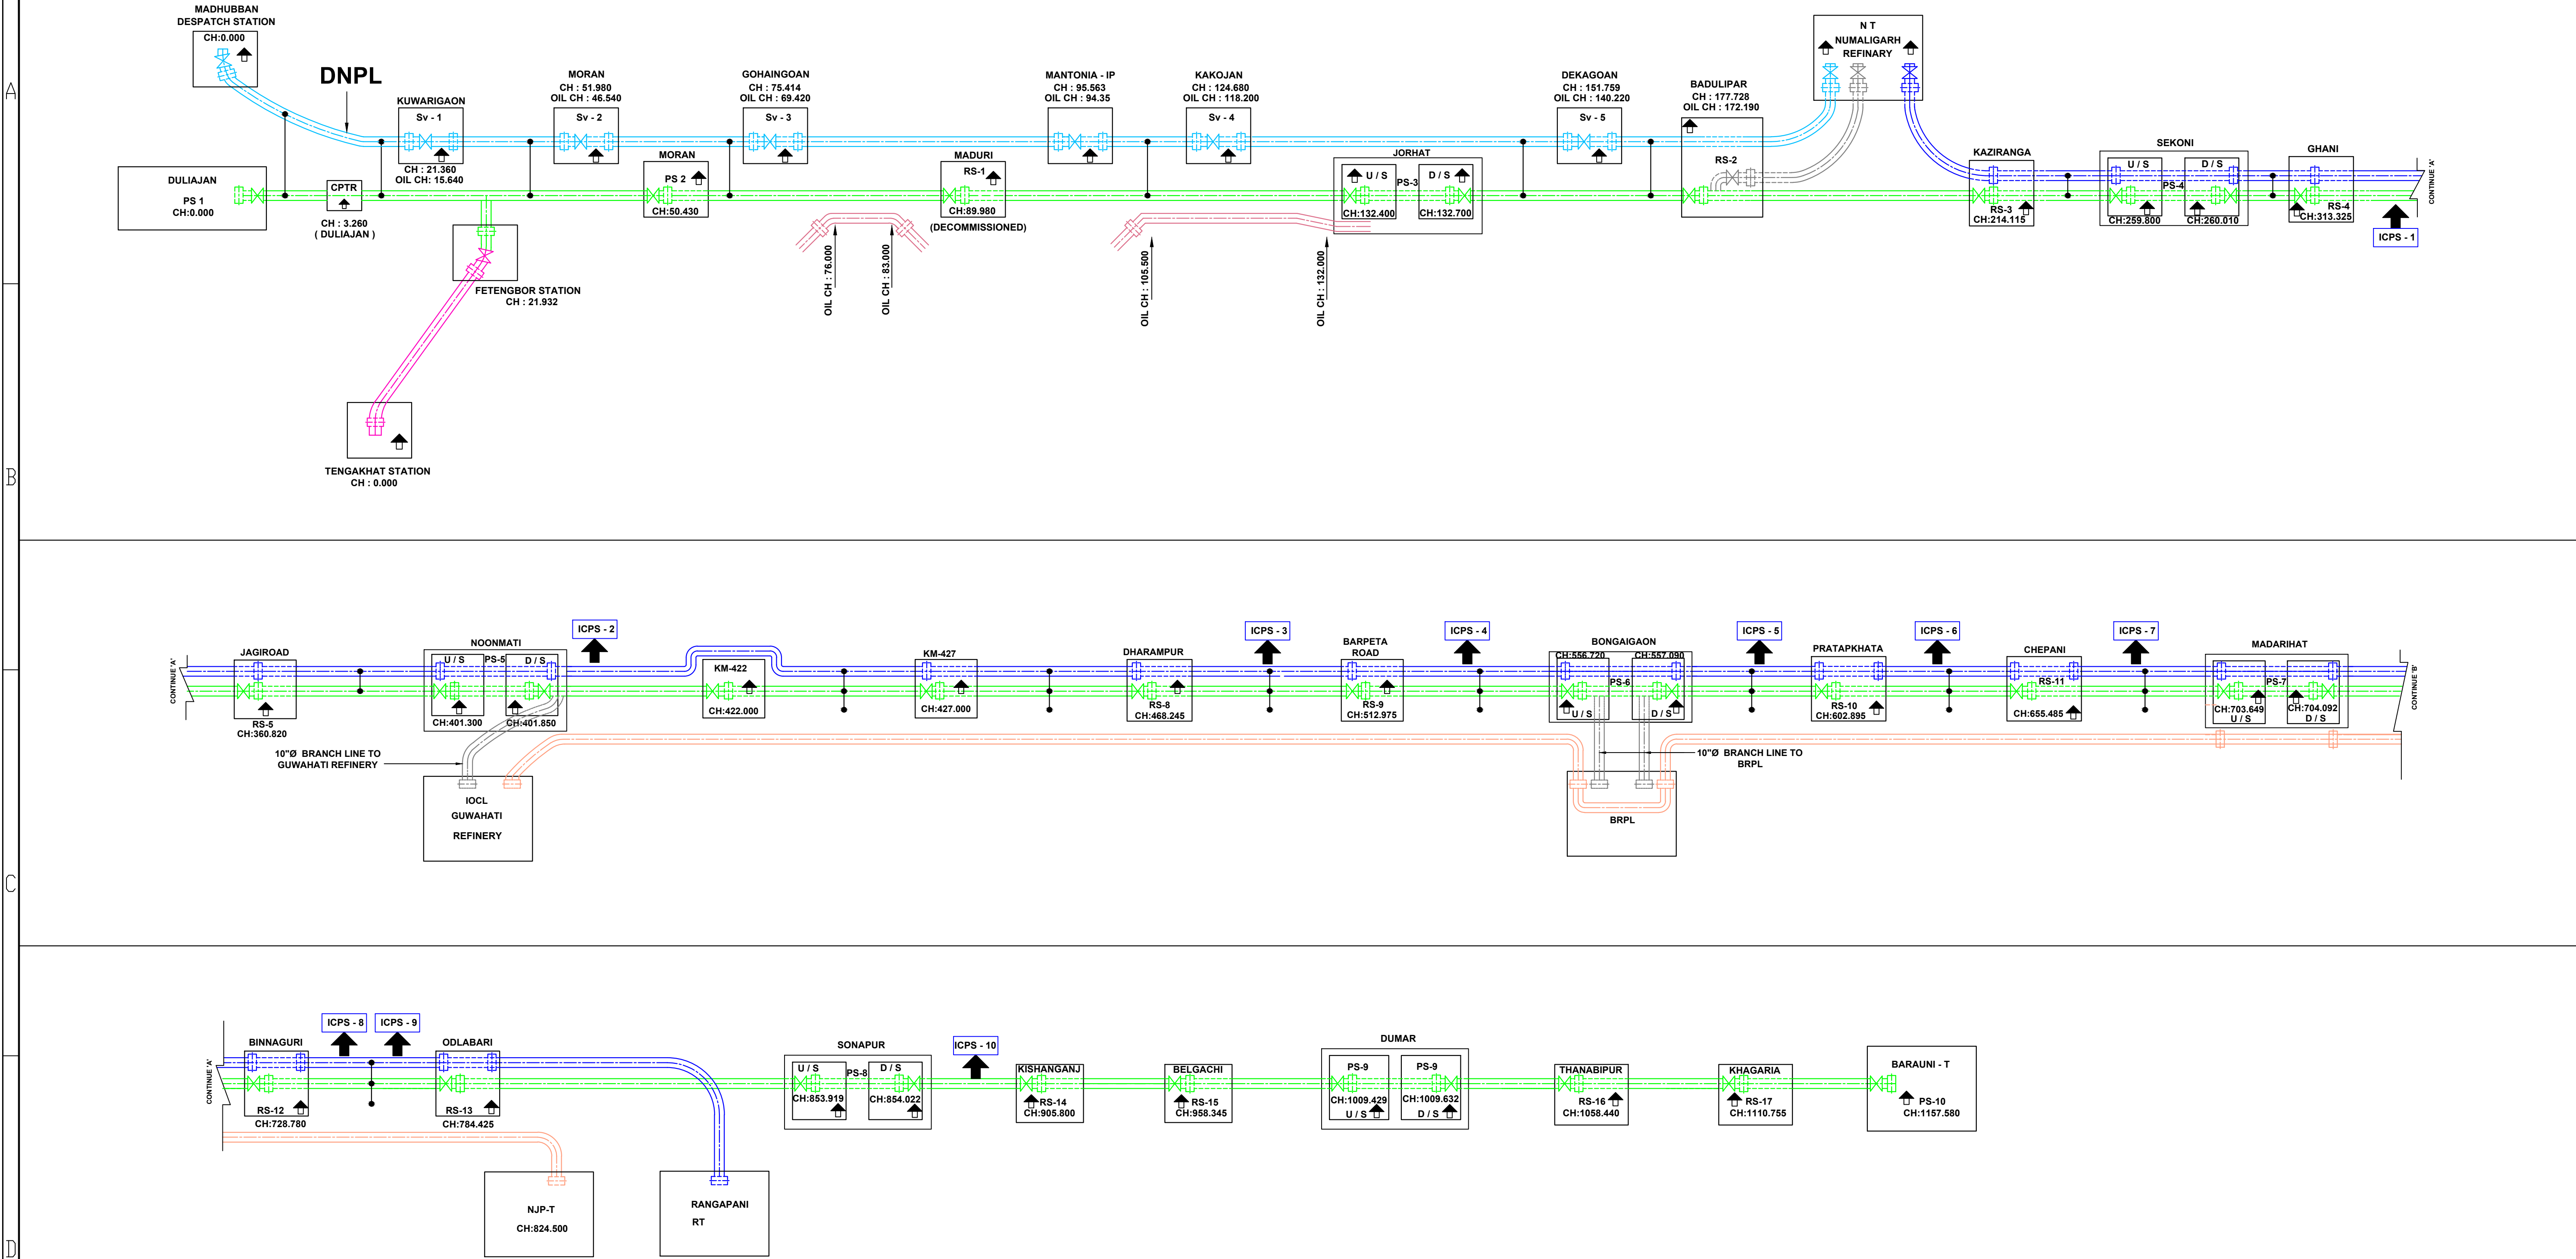 A
MADHUBBAN
DESPATCH STATION
CH:0.000
DNPL
KUWARIGAON
Sv - 1
CH : 21.360
OIL CH: 15.640
MORAN
CH : 51.980
OIL CH : 46.540
Sv - 2
GOHAINGOAN
CH : 75.414
OIL CH : 69.420
Sv - 3
MANTONIA - IP
CH : 95.563
OIL CH : 94.35
KAKOJAN
CH : 124.680
OIL CH : 118.200
Sv - 4
DEKAGOAN
CH : 151.759
OIL CH : 140.220
Sv - 5
BADULIPAR
CH : 177.728
OIL CH : 172.190
RS-2
N T
NUMALIGARH
REFINARY
DULIAJAN
PS 1
CH:0.000
CPTR
CH : 3.260
( DULIAJAN )
MORAN
PS 2
CH:50.430
MADURI
RS-1
CH:89.980
(DECOMMISSIONED)
JORHAT
U / S
PS-3
D / S
CH:132.400
CH:132.700
KAZIRANGA
RS-3
CH:214.115
SEKONI
U / S
D / S
PS-4
CH:259.800
CH:260.010
GHANI
RS-4
CH:313.325
CONTINUE 'A'
ICPS - 1
FETENGBOR STATION
CH : 21.932
OIL CH : 76.000
OIL CH : 83.000
OIL CH : 105.500
OIL CH : 132.000
TENGAKHAT STATION
CH : 0.000
B
CONTINUE 'A'
JAGIROAD
RS-5
CH:360.820
NOONMATI
U / S
PS-5
D / S
CH:401.300
CH:401.850
ICPS - 2
KM-422
CH:422.000
KM-427
CH:427.000
DHARAMPUR
RS-8
CH:468.245
ICPS - 3
BARPETA
ROAD
RS-9
CH:512.975
ICPS - 4
BONGAIGAON
CH:556.720
CH:557.090
PS-6
U / S
D / S
ICPS - 5
PRATAPKHATA
RS-10
CH:602.895
ICPS - 6
CHEPANI
RS-11
CH:655.485
ICPS - 7
MADARIHAT
PS-7
CH:703.649
U / S
CH:704.092
D / S
CONTINUE 'B'
10"Ø BRANCH LINE TO
GUWAHATI REFINERY
10"Ø BRANCH LINE TO
BRPL
IOCL
GUWAHATI
REFINERY
BRPL
C
CONTINUE 'A'
BINNAGURI
RS-12
CH:728.780
ICPS - 8
ICPS - 9
ODLABARI
RS-13
CH:784.425
SONAPUR
U / S
PS-8
D / S
CH:853.919
CH:854.022
ICPS - 10
KISHANGANJ
RS-14
CH:905.800
BELGACHI
RS-15
CH:958.345
DUMAR
PS-9
PS-9
CH:1009.429
CH:1009.632
U / S
D / S
THANABIPUR
RS-16
CH:1058.440
KHAGARIA
RS-17
CH:1110.755
BARAUNI - T
PS-10
CH:1157.580
NJP-T
CH:824.500
RANGAPANI
RT
D